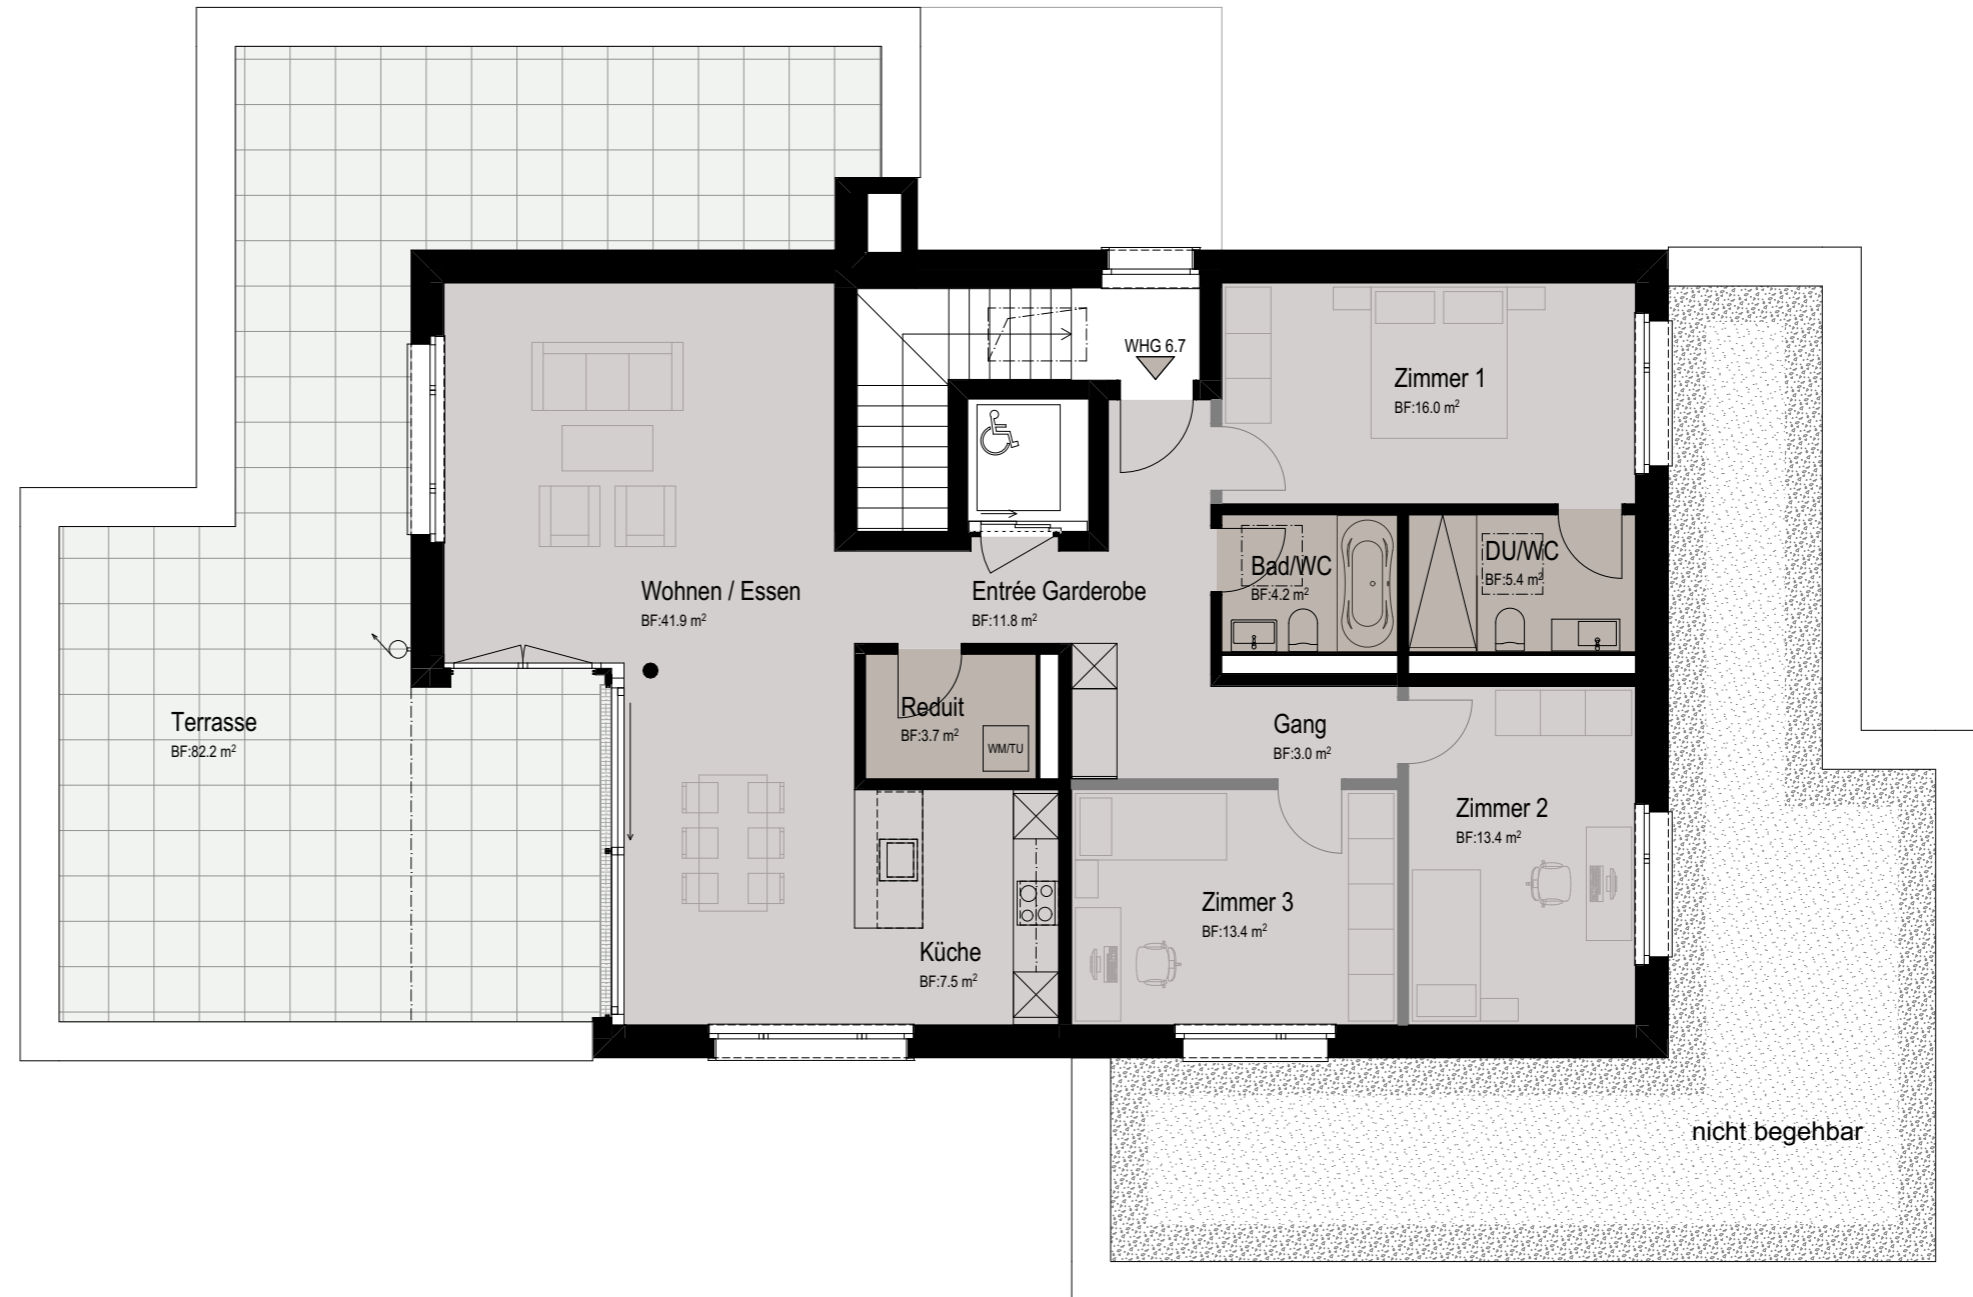 WHG 6.7
Zimmer 1
BF:16.0 m²
Wohnen / Essen
BF:41.9 m²
Entrée Garderobe
BF:11.8 m²
Bad/WC
BF:4.2 m²
DU/WC
BF:5.4 m²
Terrasse
BF:82.2 m²
Reduit
BF:3.7 m²
WM/TU
Gang
BF:3.0 m²
Zimmer 2
BF:13.4 m²
Zimmer 3
BF:13.4 m²
Küche
BF:7.5 m²
nicht begehbar